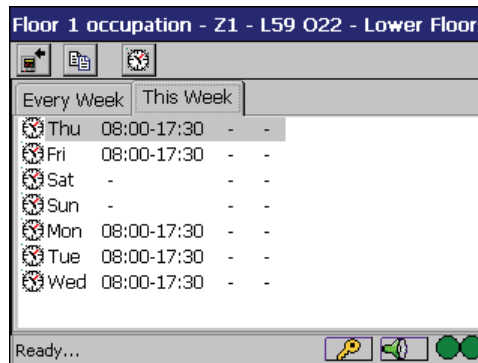 Floor 1 occupation - Z1 - L59 O22 - Lower Floor
Every Week This Week
Thu 08:00-17:30 - -
Fri 08:00-17:30 - -
Sat - - -
Sun - - -
Mon 08:00-17:30 - -
Tue 08:00-17:30 - -
Wed 08:00-17:30 - -
Ready...